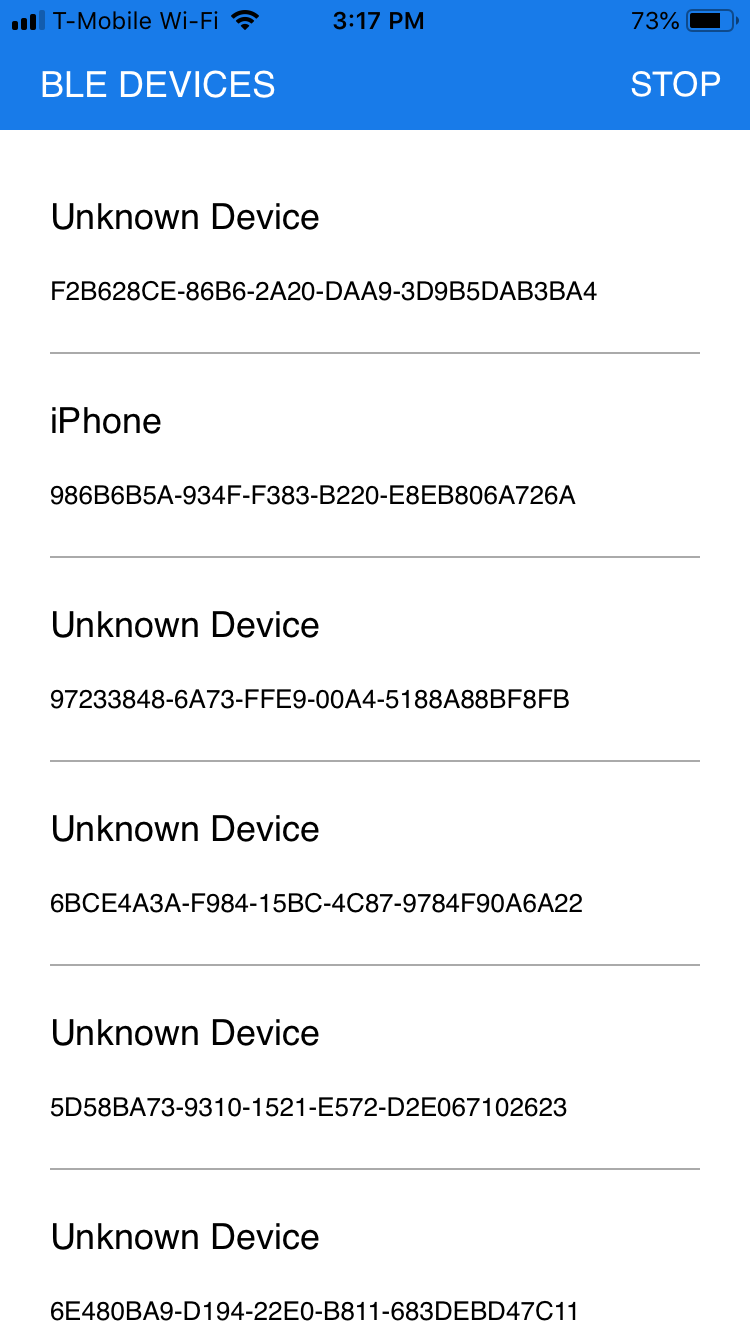 T-Mobile Wi-Fi 3:17 PM 73%
BLE DEVICES STOP
Unknown Device
F2B628CE-86B6-2A20-DAA9-3D9B5DAB3BA4
iPhone
986B6B5A-934F-F383-B220-E8EB806A726A
Unknown Device
97233848-6A73-FFE9-00A4-5188A88BF8FB
Unknown Device
6BCE4A3A-F984-15BC-4C87-9784F90A6A22
Unknown Device
5D58BA73-9310-1521-E572-D2E067102623
Unknown Device
6E480BA9-D194-22E0-B811-683DEBD47C11